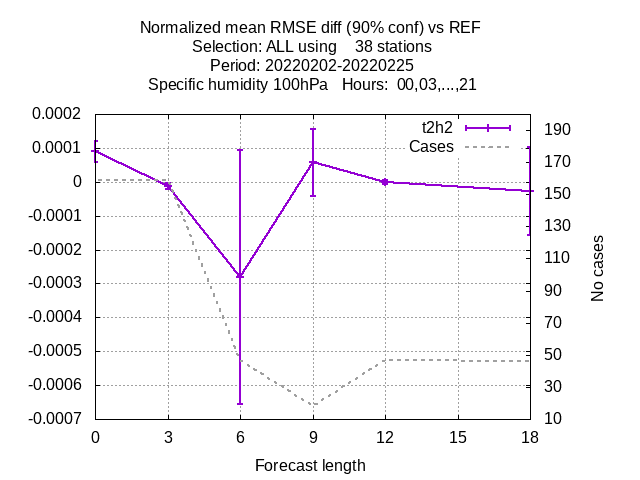 Normalized mean RMSE diff (90% conf) vs REF
Selection: ALL using    38 stations
Period: 20220202-20220225
Specific humidity 100hPa   Hours:  00,03,...,21
t2h2
Cases
0.0002
0.0001
0
-0.0001
-0.0002
-0.0003
-0.0004
-0.0005
-0.0006
-0.0007
190
170
150
130
110
90
70
50
30
10
No cases
0 3 6 9 12 15 18
Forecast length